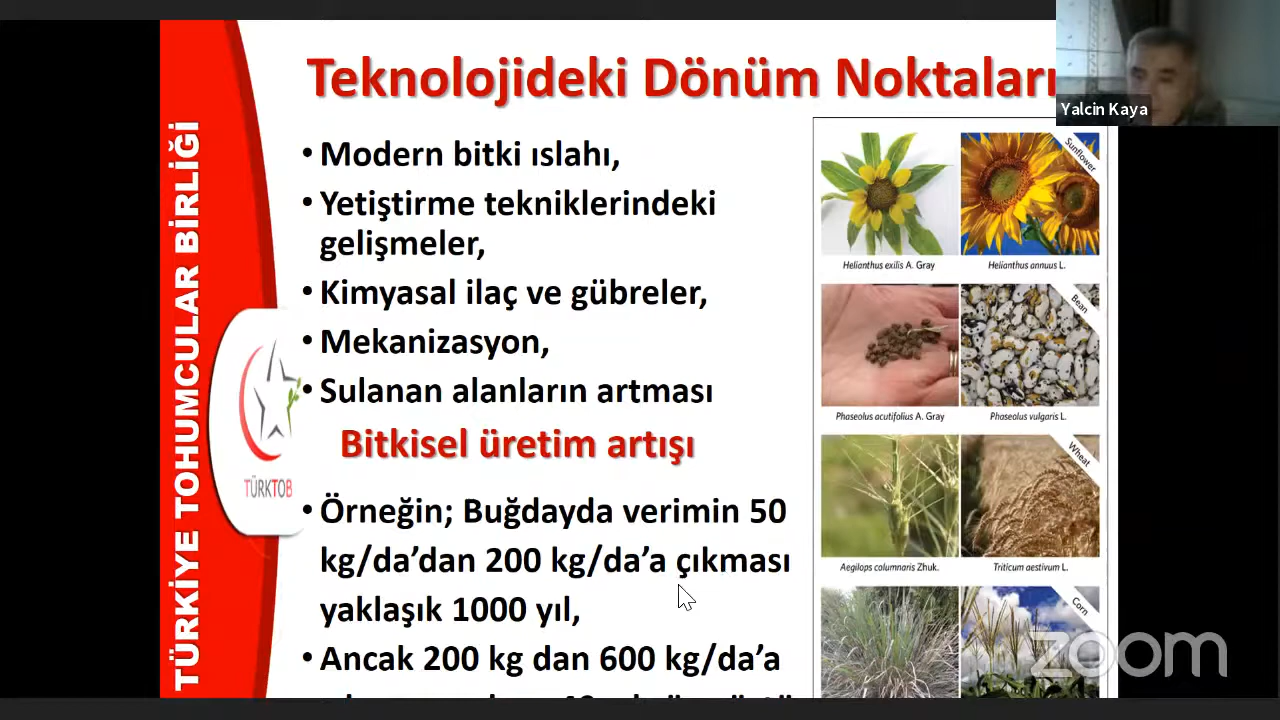 Teknolojideki Dönüm Noktaları
Yalcin Kaya
• Modern bitki ıslahı,
• Yetiştirme tekniklerindeki
gelişmeler,
• Kimyasal ilaç ve gübreler,
• Mekanizasyon,
• Sulanan alanların artması
Bitkisel üretim artışı
• Örneğin; Buğdayda verimin 50
kg/da’dan 200 kg/da’a çıkması
yaklaşık 1000 yıl,
• Ancak 200 kg dan 600 kg/da’a
TÜRKİYE TOHUMCULAR BİRLİĞİ
TÜRKTOB
Sunflower
Helianthus exilis A. Gray
Helianthus annuus L.
Bean
Phaseolus acutifolius A. Gray
Phaseolus vulgaris L.
Wheat
Aegilops columnaris Zhuk.
Triticum aestivum L.
Corn
zoom